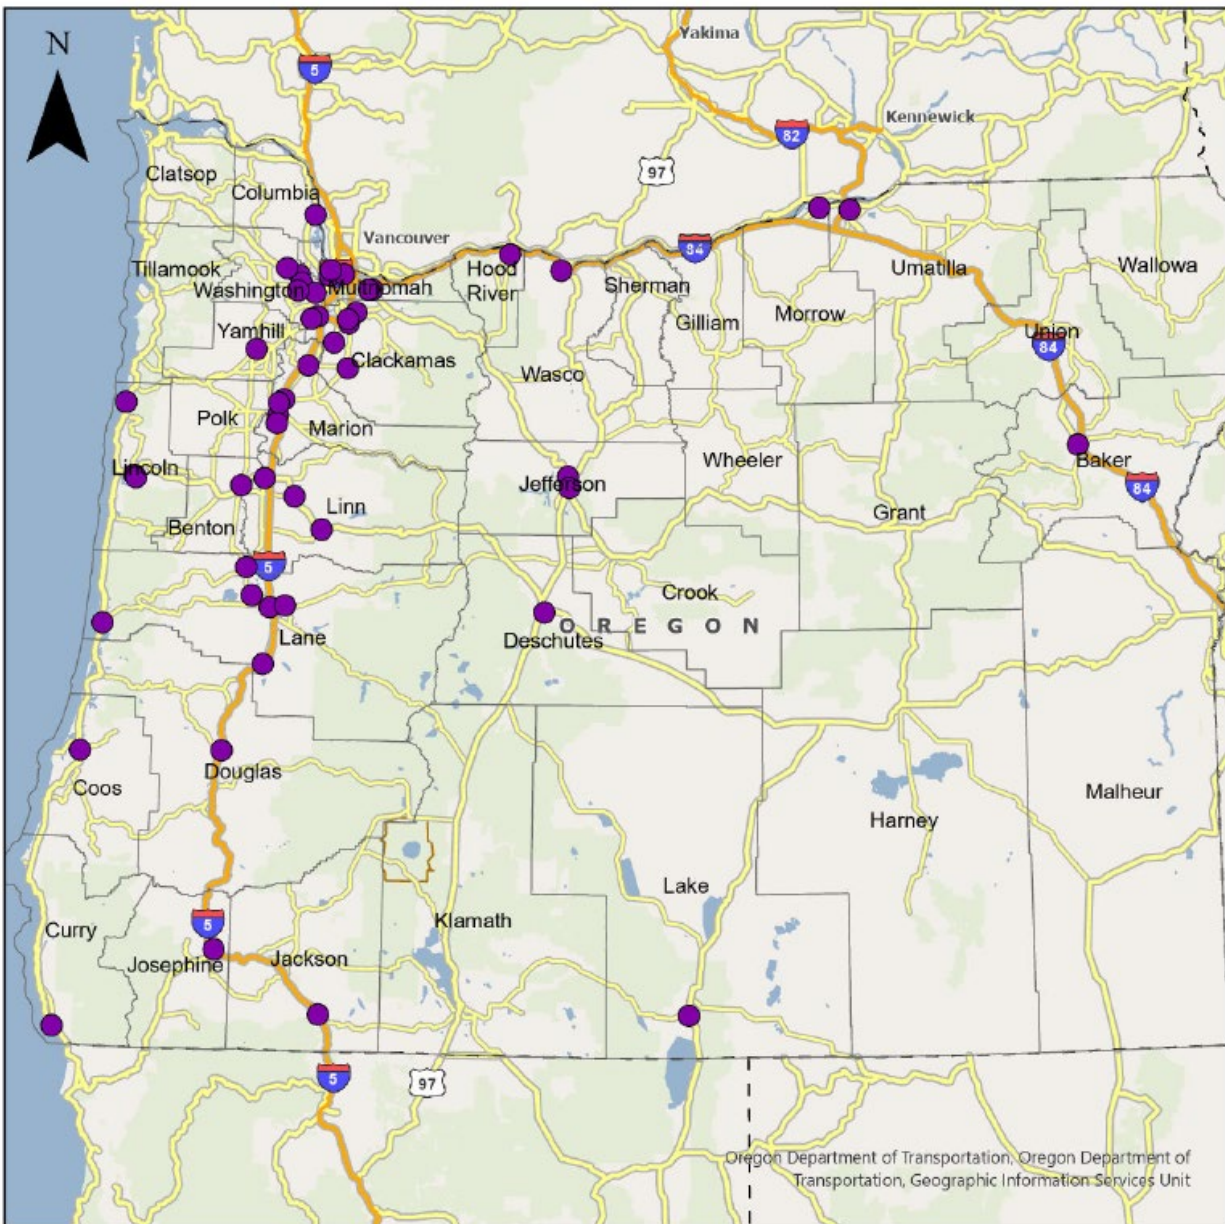 N
Yakima
5
Kennewick
82
97
Clatsop
Columbia
Vancouver
84
Tillamook
Hood
River
Umatilla
Wallowa
Washington
Multnomah
Sherman
Gilliam
Morrow
Yamhill
Union
84
Clackamas
Wasco
Polk
Marion
Wheeler
Baker
Lincoln
Jefferson
84
Linn
Grant
Benton
5
Crook
OREGON
Lane
Deschutes
Douglas
Coos
Malheur
Harney
Lake
5
Curry
Klamath
Josephine
Jackson
5
97
Oregon Department of Transportation, Oregon Department of
Transportation, Geographic Information Services Unit